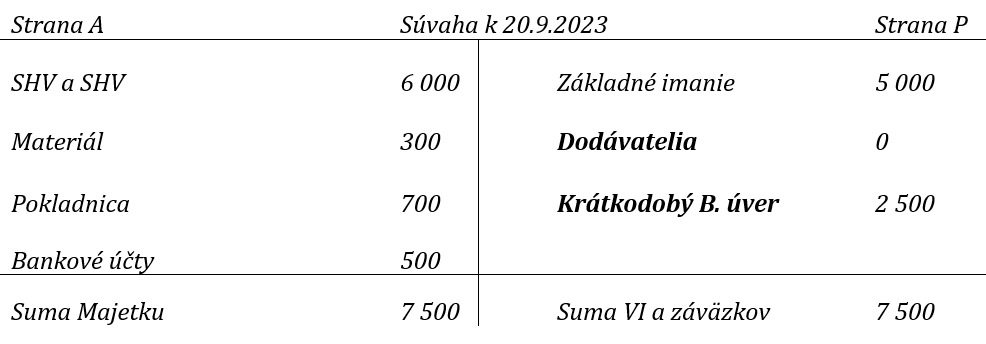 Strana A Súvaha k 20.9.2023 Strana P
SHV a SHV 6 000 Základné imanie 5 000
Materiál 300 Dodávatelia 0
Pokladnica 700 Krátkodobý B. úver 2 500
Bankové účty 500
Suma Majetku 7 500 Suma VI a záväzkov 7 500